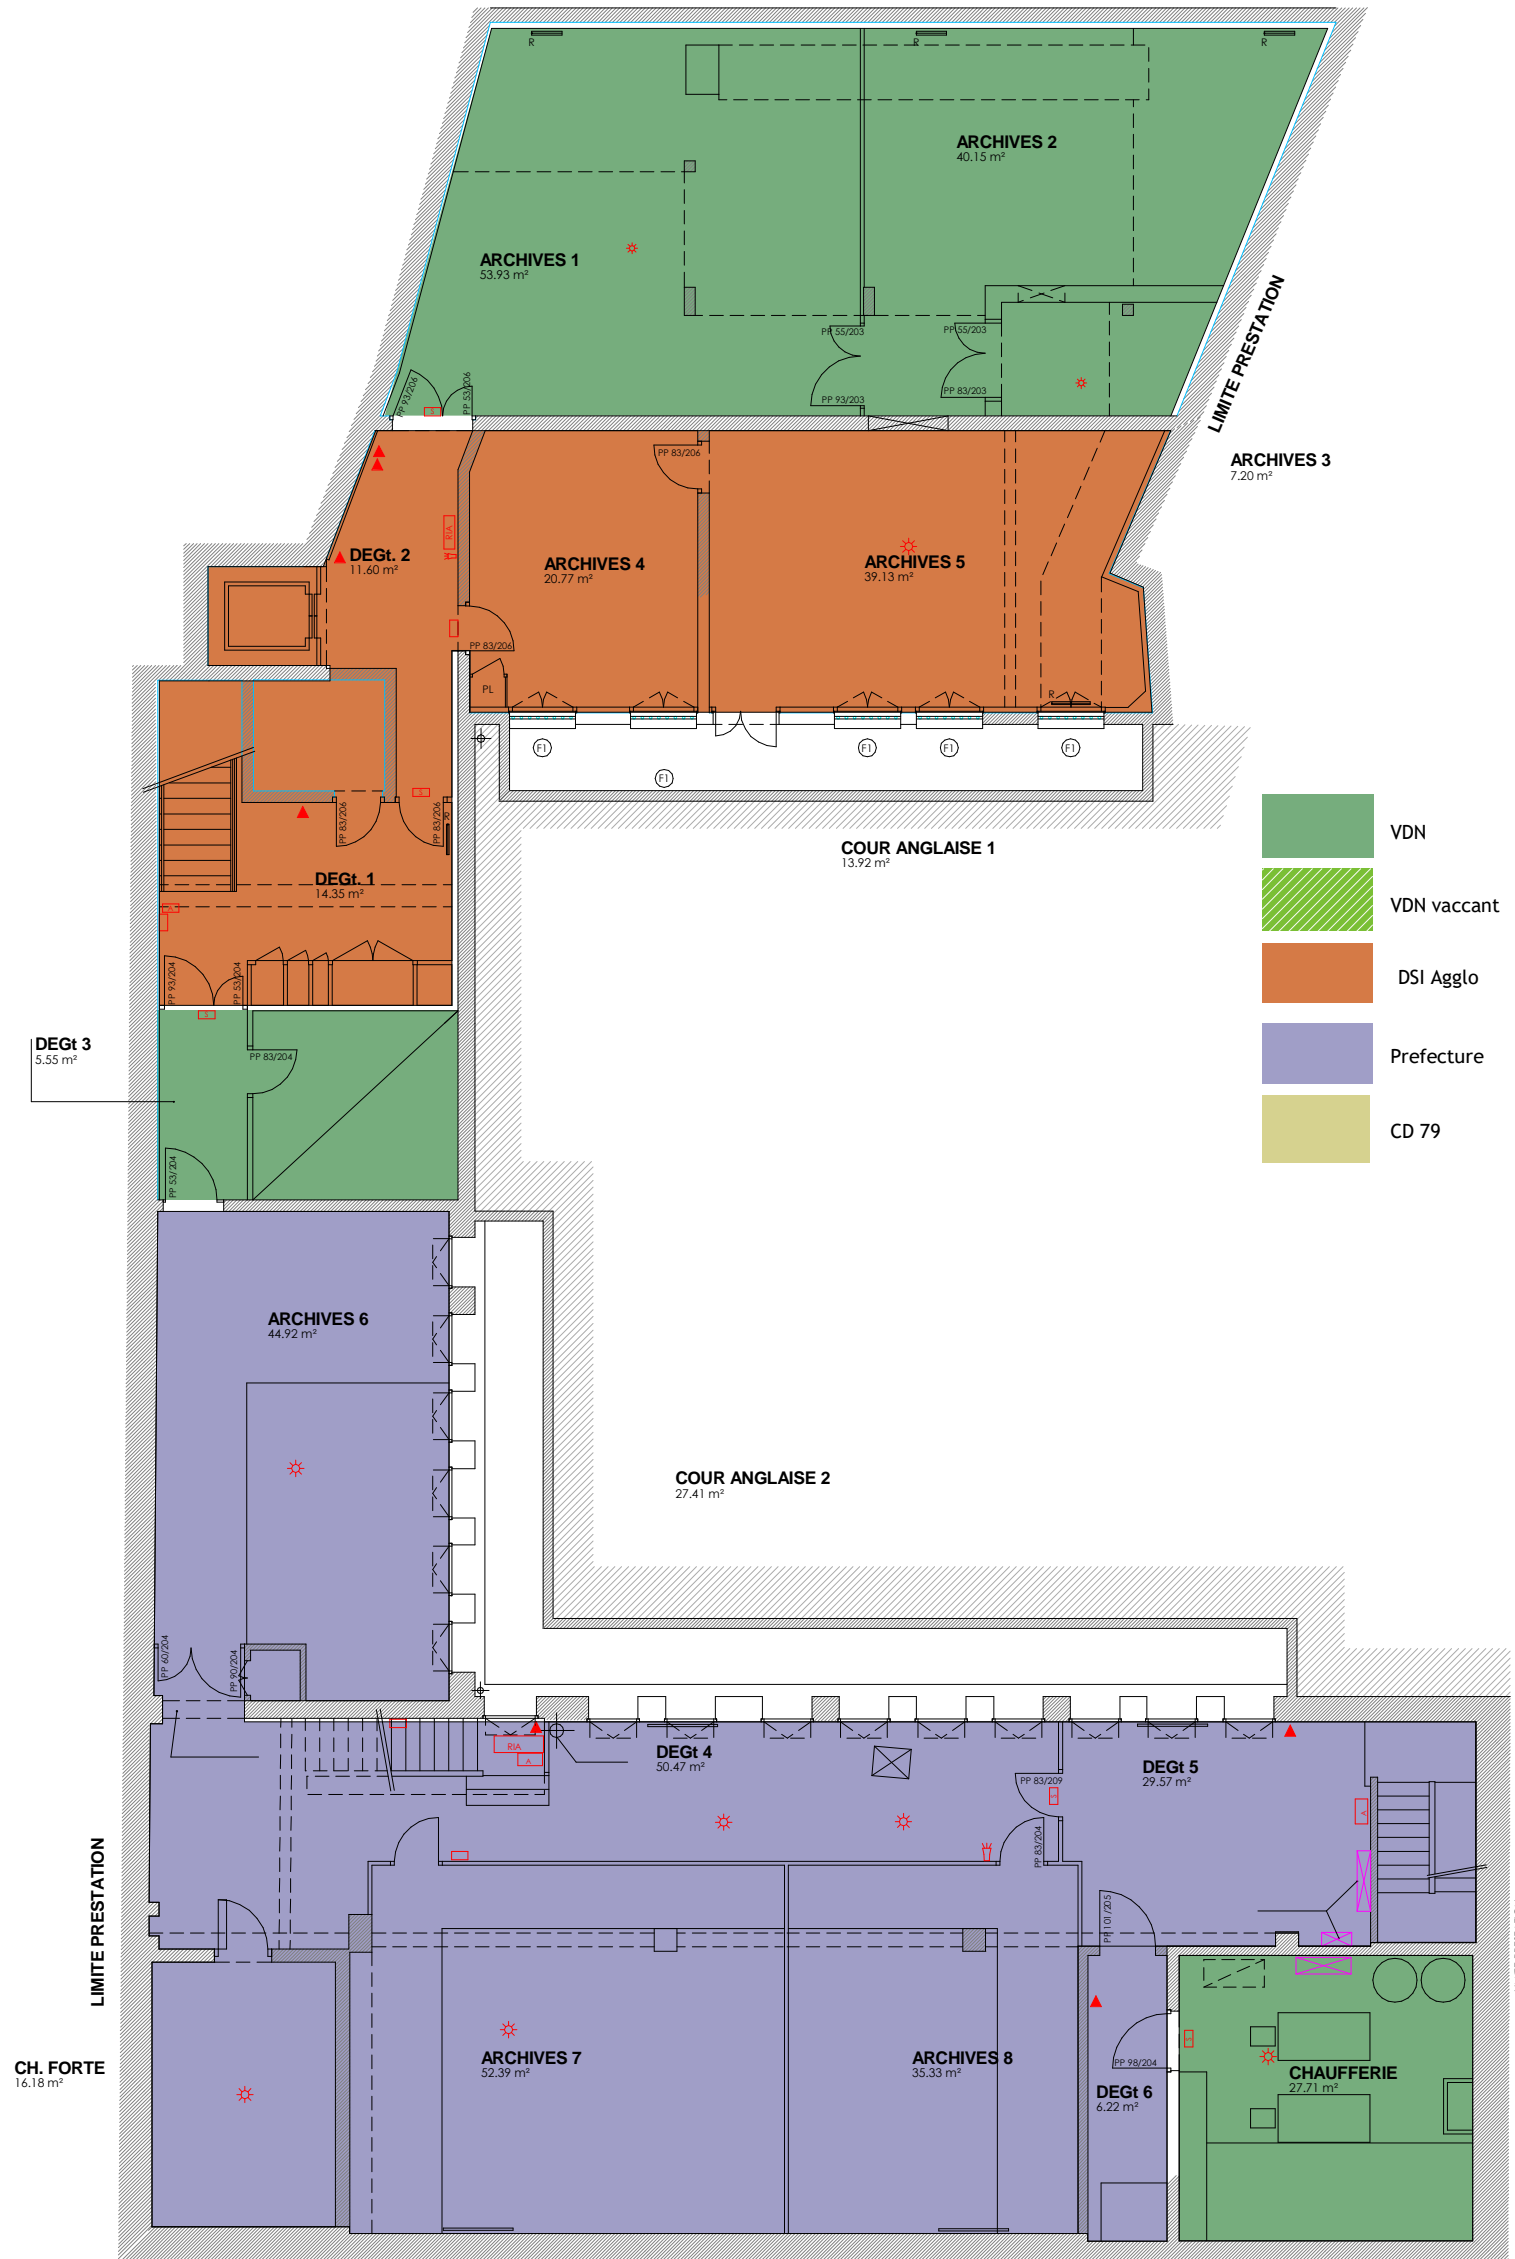 R
R
R
ARCHIVES 2
40.15 m²
ARCHIVES 1
53.93 m²
LIMITE PRESTATION
PP 55/203
PP 55/203
PP 93/206
PP 53/206
PP 93/203
PP 83/203
ARCHIVES 3
7.20 m²
PP 83/206
RIA
DEGt. 2
11.60 m²
ARCHIVES 4
20.77 m²
ARCHIVES 5
39.13 m²
PP 83/206
PL
R
F1
F1
F1
F1
F1
S
PP 83/206
PP 83/206
R
VDN
COUR ANGLAISE 1
13.92 m²
DEGt. 1
14.35 m²
A
VDN vaccant
DSI Agglo
PP 93/204
PP 53/204
S
DEGt 3
5.55 m²
PP 83/204
Prefecture
CD 79
PP 53/204
ARCHIVES 6
44.92 m²
COUR ANGLAISE 2
27.41 m²
PP 60/204
PP 90/204
RIA
A
DEGt 4
50.47 m²
DEGt 5
29.57 m²
PP 83/209
S
A
PP 83/204
LIMITE PRESTATION
PP 101/205
CH. FORTE
16.18 m²
ARCHIVES 7
52.39 m²
ARCHIVES 8
35.33 m²
S
PP 98/204
CHAUFFERIE
27.71 m²
DEGt 6
6.22 m²